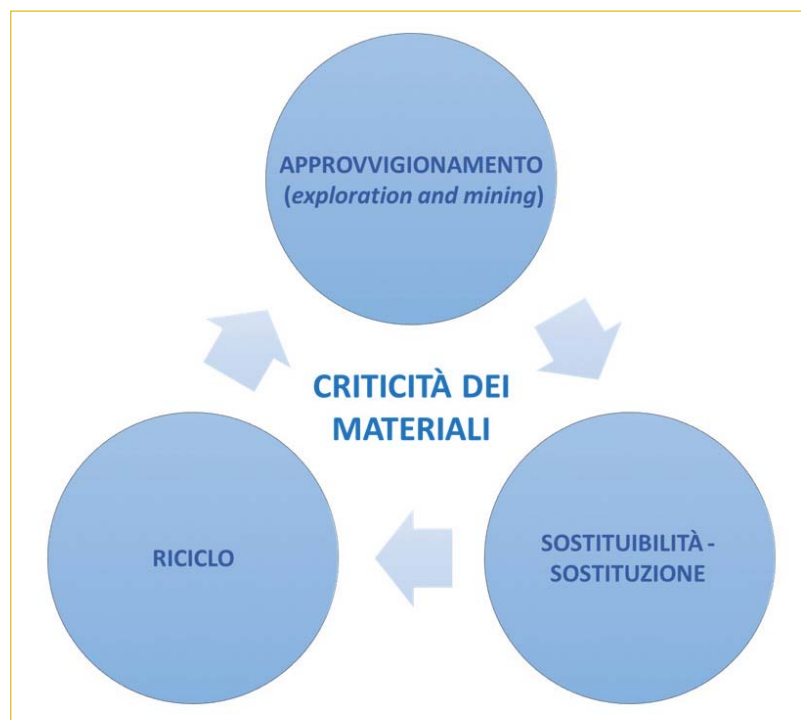 APPROVVIGIONAMENTO
(exploration and mining)
CRITICITÀ DEI
MATERIALI
RICICLO
SOSTITUIBILITÀ -
SOSTITUZIONE